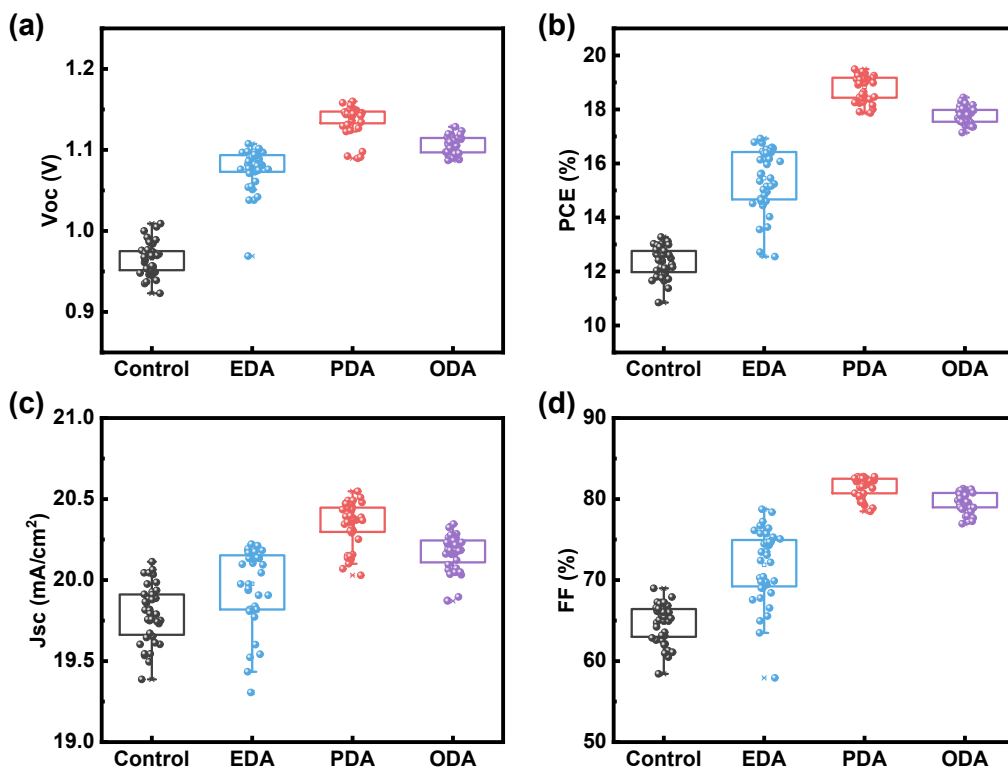 (a)
1.2
1.1
1.0
0.9
Voc (V)
Control EDA PDA ODA
(b)
20
18
16
14
12
10
PCE (%)
Control EDA PDA ODA
(c)
21.0
20.5
20.0
19.5
19.0
Jsc (mA/cm²)
Control EDA PDA ODA
(d)
90
80
70
60
50
FF (%)
Control EDA PDA ODA